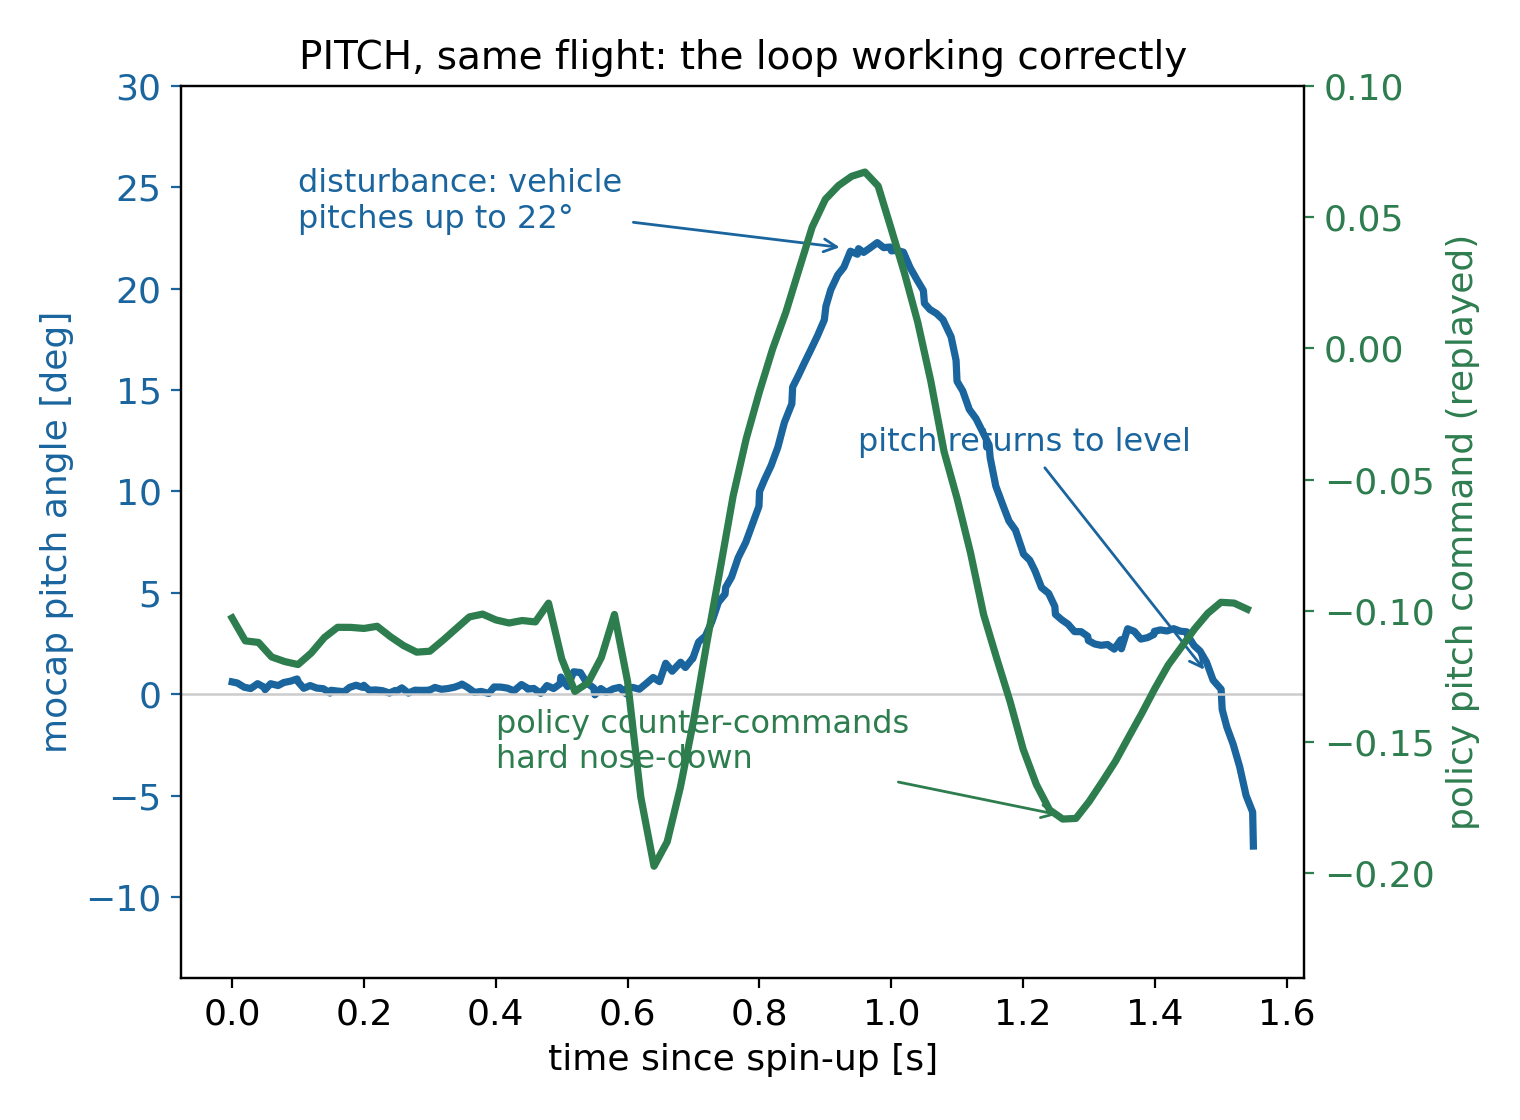 PITCH, same flight: the loop working correctly
30
25
20
15
10
5
0
−5
−10
mocap pitch angle [deg]
disturbance: vehicle
pitches up to 22°
pitch returns to level
policy counter-commands
hard nose-down
0.10
0.05
0.00
−0.05
−0.10
−0.15
−0.20
policy pitch command (replayed)
0.0 0.2 0.4 0.6 0.8 1.0 1.2 1.4 1.6
time since spin-up [s]